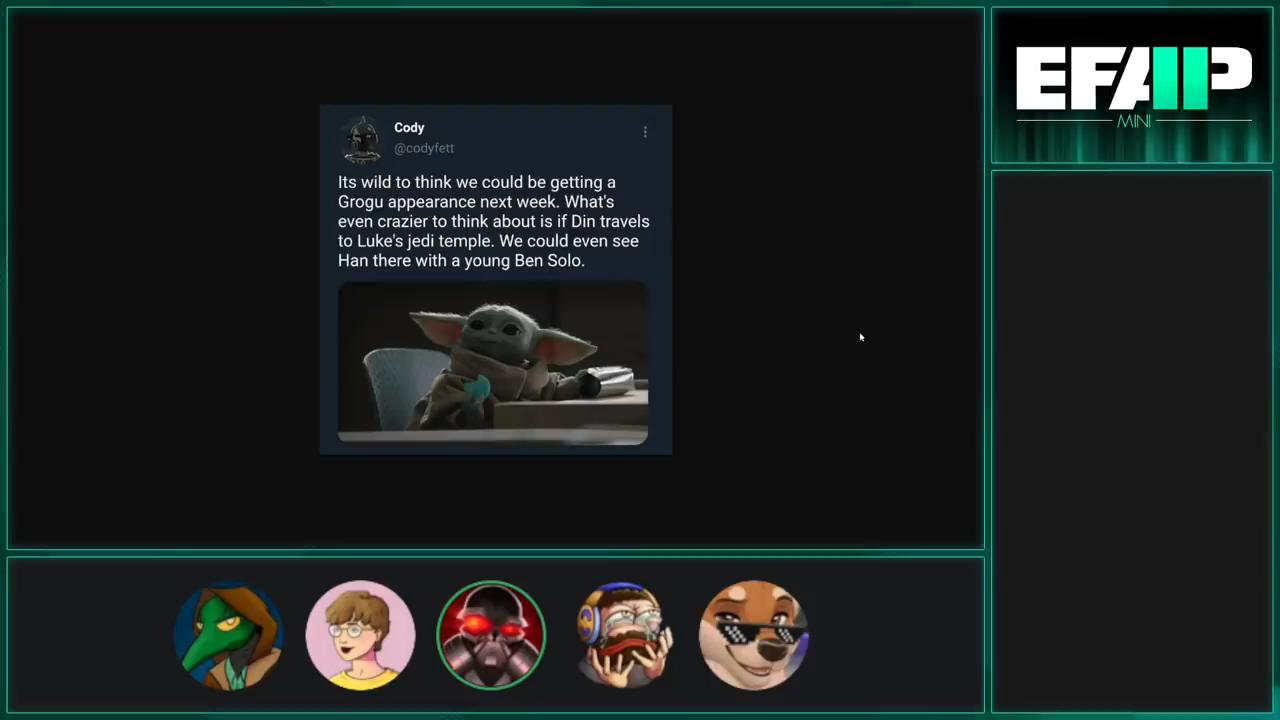 Cody
@codyfett
Its wild to think we could be getting a
Grogu appearance next week. What's
even crazier to think about is if Din travels
to Luke's jedi temple. We could even see
Han there with a young Ben Solo.
EFAP
MINI